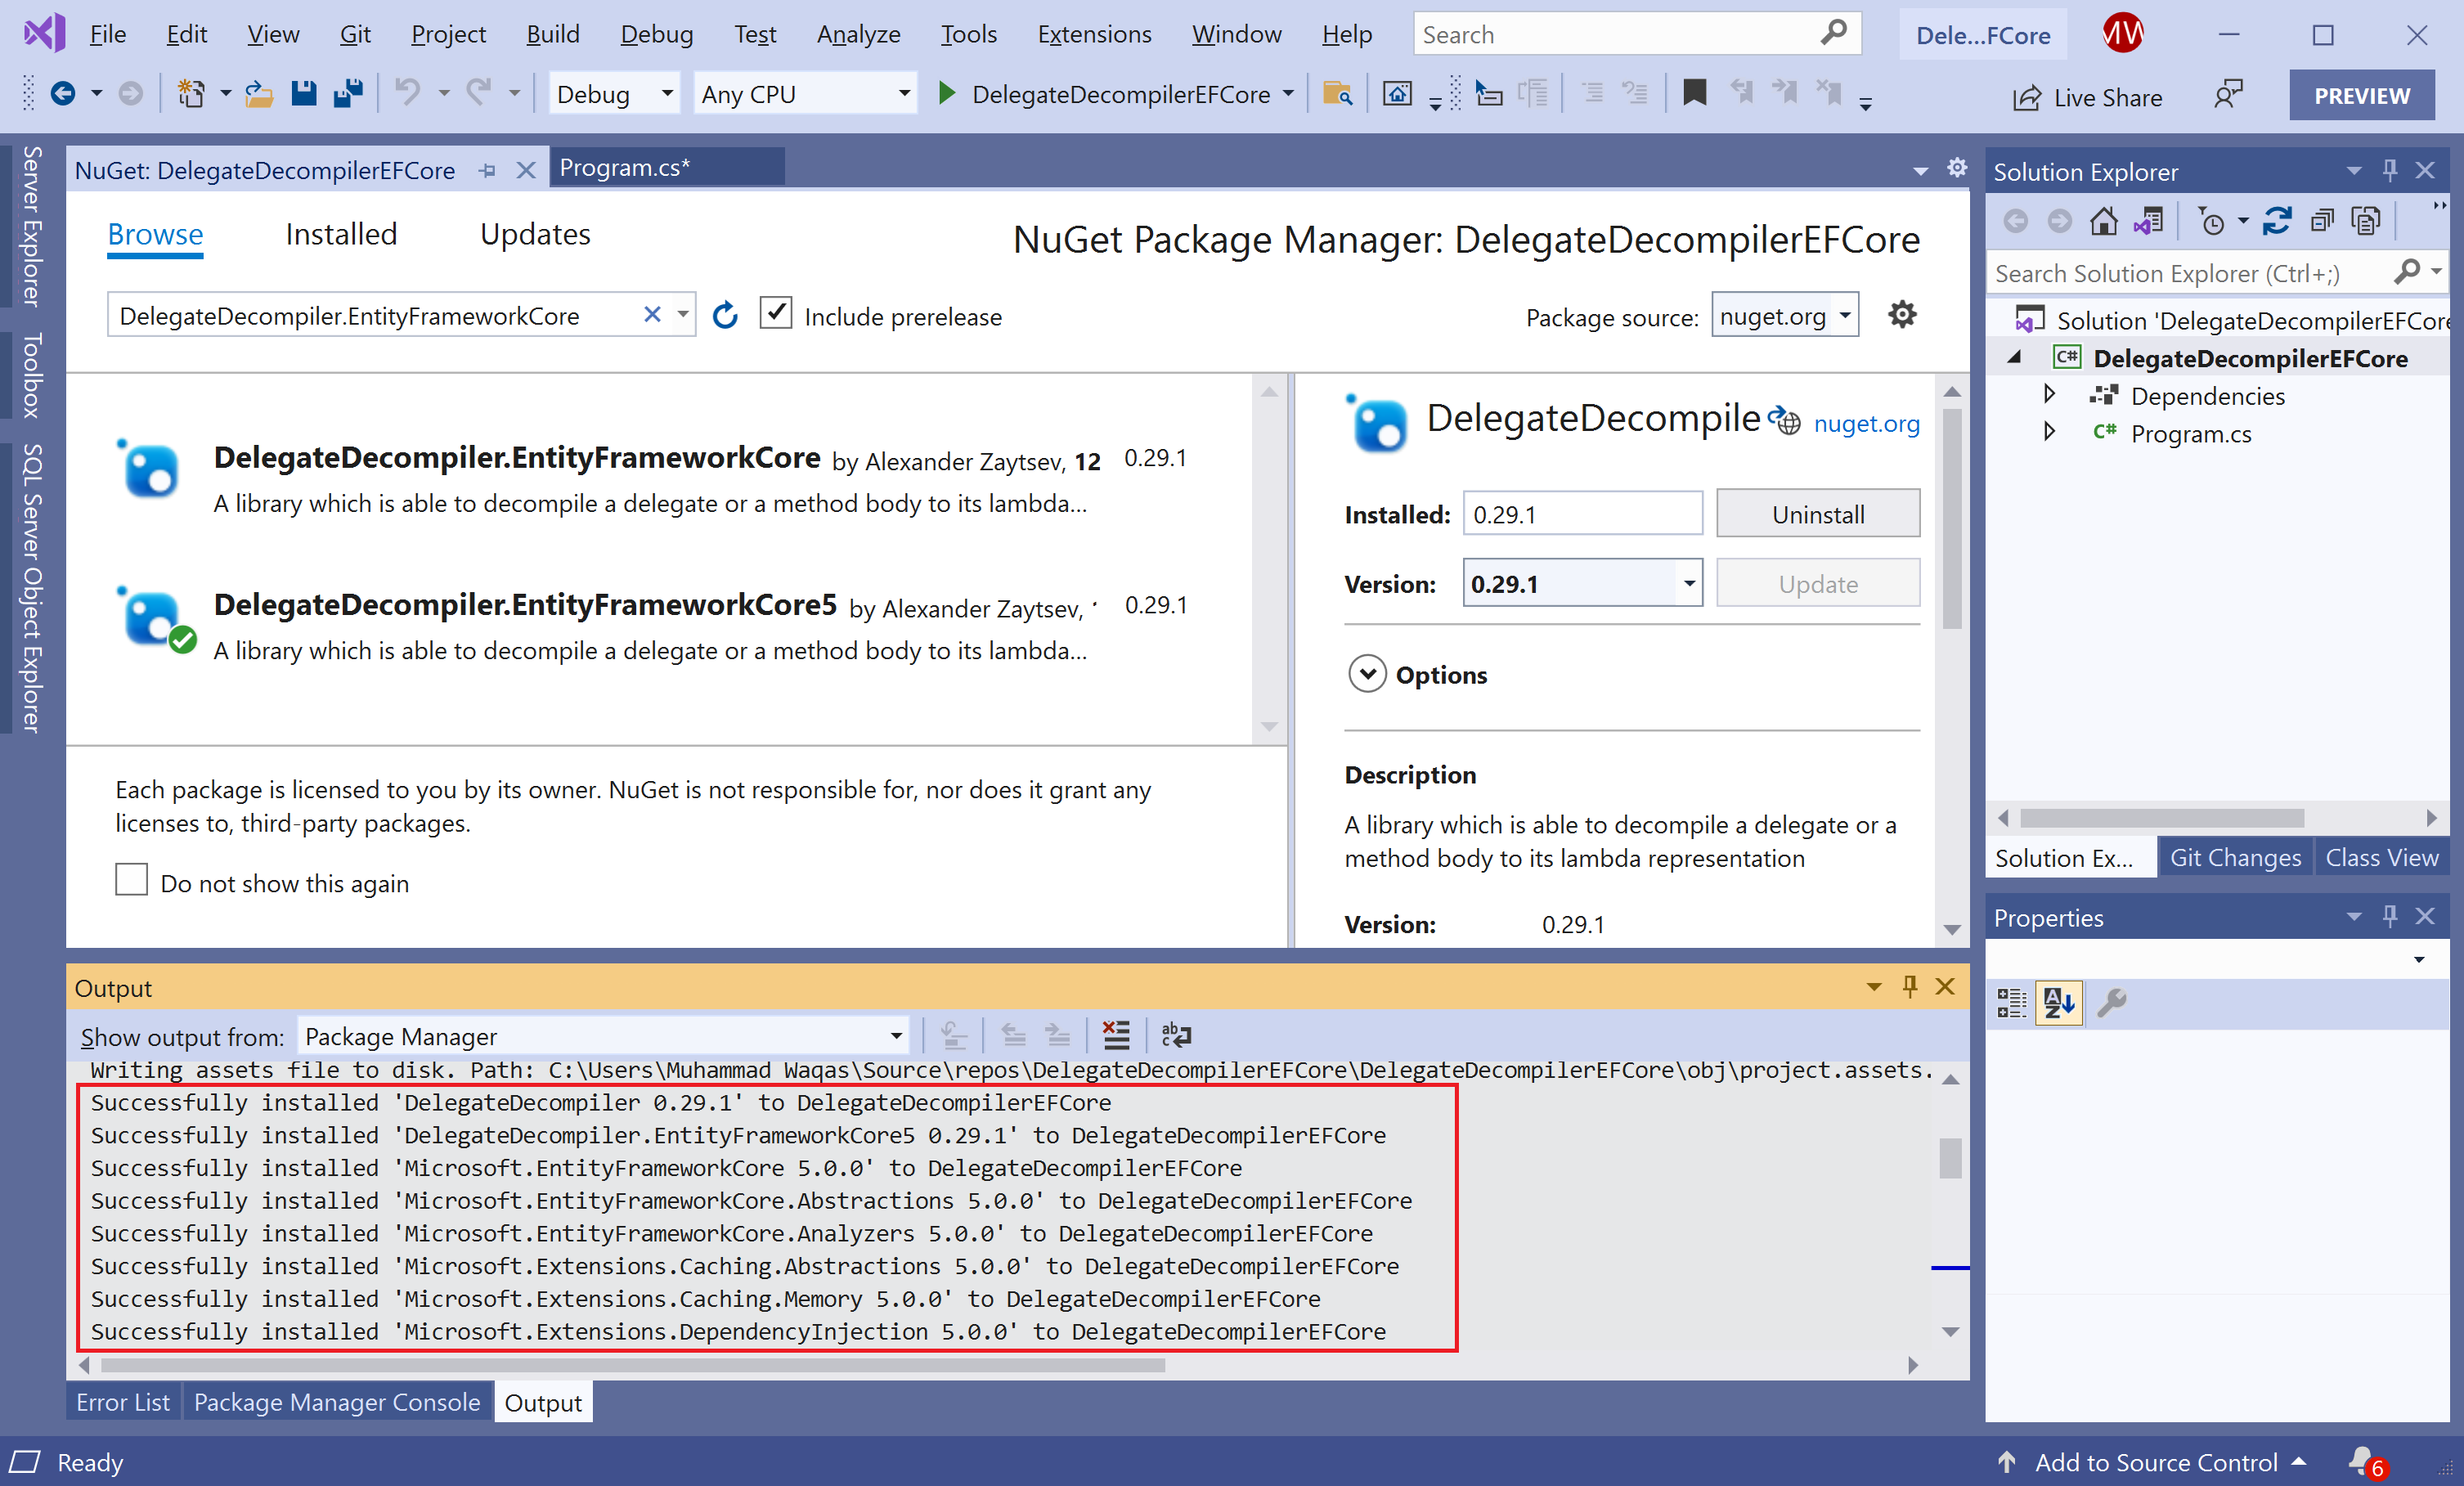 File Edit View Git Project Build Debug Test Analyze Tools Extensions Window Help Search Dele...FCore MW
Debug Any CPU DelegateDecompilerEFCore Live Share PREVIEW
Server Explorer
Toolbox
SQL Server Object Explorer
NuGet: DelegateDecompilerEFCore Program.cs*
Browse Installed Updates NuGet Package Manager: DelegateDecompilerEFCore
DelegateDecompiler.EntityFrameworkCore Include prerelease Package source: nuget.org
DelegateDecompiler.EntityFrameworkCore by Alexander Zaytsev, 12 0.29.1
A library which is able to decompile a delegate or a method body to its lambda...
DelegateDecompiler.EntityFrameworkCore5 by Alexander Zaytsev, 0.29.1
A library which is able to decompile a delegate or a method body to its lambda...
Each package is licensed to you by its owner. NuGet is not responsible for, nor does it grant any
licenses to, third-party packages.
Do not show this again
DelegateDecompile nuget.org
Installed: 0.29.1 Uninstall
Version: 0.29.1 Update
Options
Description
A library which is able to decompile a delegate or a
method body to its lambda representation
Version: 0.29.1
Output
Show output from: Package Manager
Writing assets file to disk. Path: C:\Users\Muhammad Waqas\Source\repos\DelegateDecompilerEFCore\DelegateDecompilerEFCore\obj\project.assets.
Successfully installed 'DelegateDecompiler 0.29.1' to DelegateDecompilerEFCore
Successfully installed 'DelegateDecompiler.EntityFrameworkCore5 0.29.1' to DelegateDecompilerEFCore
Successfully installed 'Microsoft.EntityFrameworkCore 5.0.0' to DelegateDecompilerEFCore
Successfully installed 'Microsoft.EntityFrameworkCore.Abstractions 5.0.0' to DelegateDecompilerEFCore
Successfully installed 'Microsoft.EntityFrameworkCore.Analyzers 5.0.0' to DelegateDecompilerEFCore
Successfully installed 'Microsoft.Extensions.Caching.Abstractions 5.0.0' to DelegateDecompilerEFCore
Successfully installed 'Microsoft.Extensions.Caching.Memory 5.0.0' to DelegateDecompilerEFCore
Successfully installed 'Microsoft.Extensions.DependencyInjection 5.0.0' to DelegateDecompilerEFCore
Error List Package Manager Console Output
Solution Explorer
Search Solution Explorer (Ctrl+;)
Solution 'DelegateDecompilerEFCore
C# DelegateDecompilerEFCore
Dependencies
C# Program.cs
Solution Ex... Git Changes Class View
Properties
Ready Add to Source Control 6